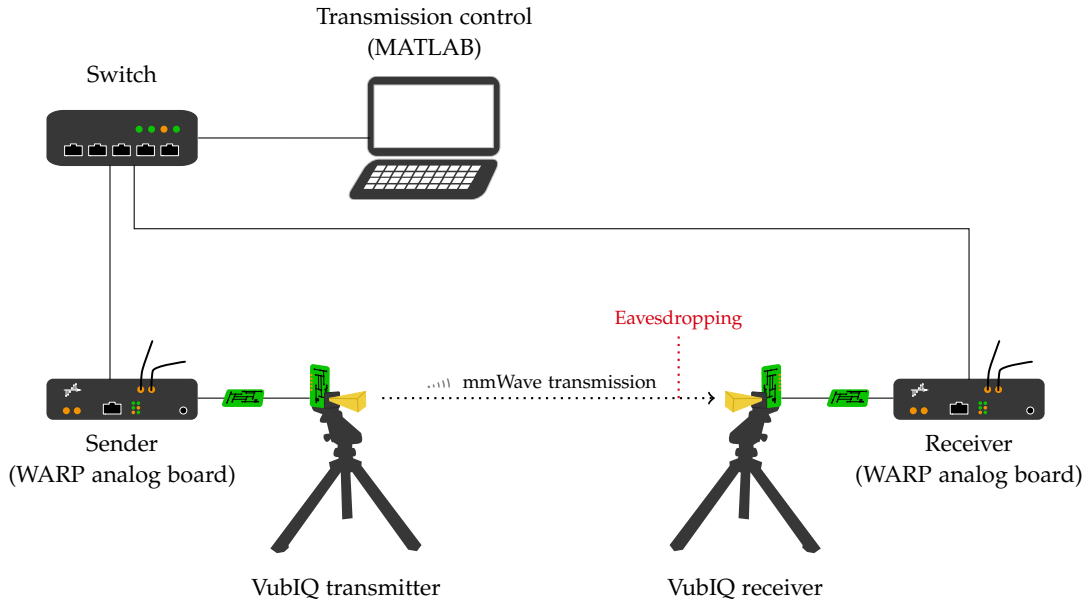 Transmission control
(MATLAB)
Switch
Eavesdropping
mmWave transmission
Sender
(WARP analog board)
Receiver
(WARP analog board)
VubIQ transmitter
VubIQ receiver